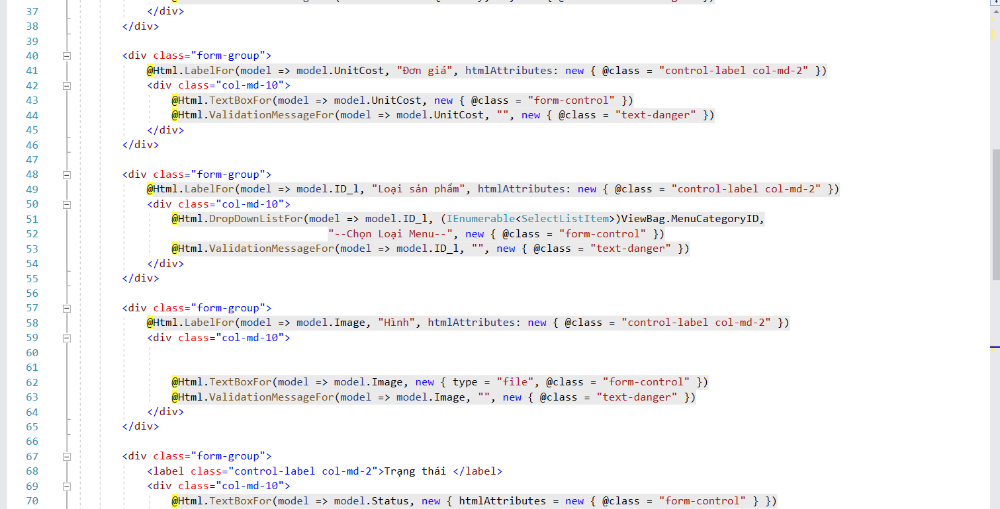 37 </div>
38 </div>
39
40 <div class="form-group">
41 @Html.LabelFor(model => model.UnitCost, "Đơn giá", htmlAttributes: new { @class = "control-label col-md-2" })
42 <div class="col-md-10">
43 @Html.TextBoxFor(model => model.UnitCost, new { @class = "form-control" })
44 @Html.ValidationMessageFor(model => model.UnitCost, "", new { @class = "text-danger" })
45 </div>
46 </div>
47
48 <div class="form-group">
49 @Html.LabelFor(model => model.ID_l, "Loại sản phẩm", htmlAttributes: new { @class = "control-label col-md-2" })
50 <div class="col-md-10">
51 @Html.DropDownListFor(model => model.ID_l, (IEnumerable<SelectListItem>)ViewBag.MenuCategoryID,
52 "--Chọn Loại Menu--", new { @class = "form-control" })
53 @Html.ValidationMessageFor(model => model.ID_l, "", new { @class = "text-danger" })
54 </div>
55 </div>
56
57 <div class="form-group">
58 @Html.LabelFor(model => model.Image, "Hình", htmlAttributes: new { @class = "control-label col-md-2" })
59 <div class="col-md-10">
60
61
62 @Html.TextBoxFor(model => model.Image, new { type = "file", @class = "form-control" })
63 @Html.ValidationMessageFor(model => model.Image, "", new { @class = "text-danger" })
64 </div>
65 </div>
66
67 <div class="form-group">
68 <label class="control-label col-md-2">Trạng thái </label>
69 <div class="col-md-10">
70 @Html.TextBoxFor(model => model.Status, new { htmlAttributes = new { @class = "form-control" } })